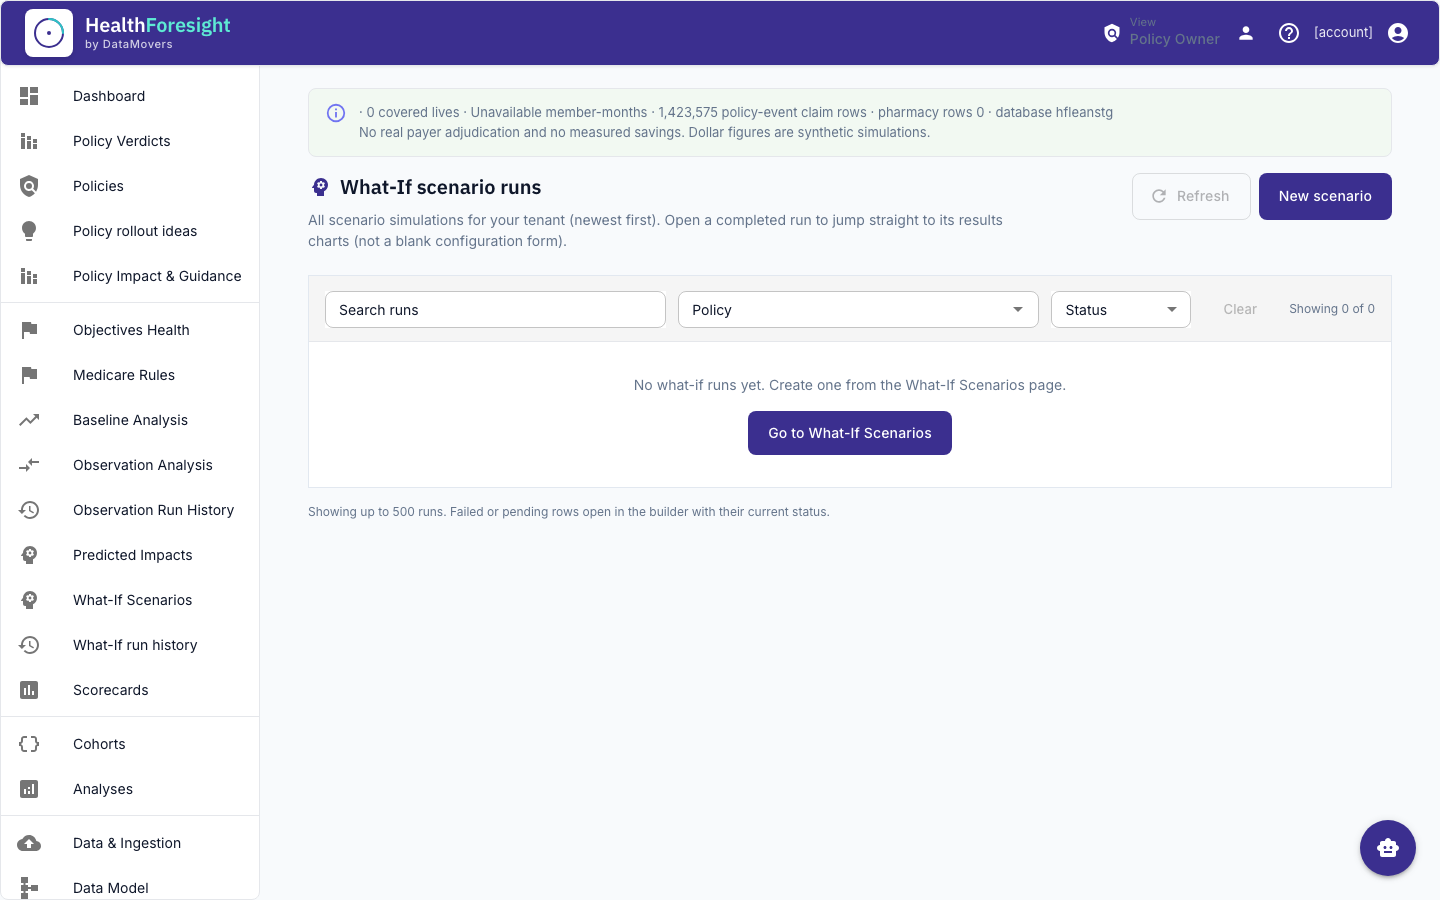 HealthForesight
by DataMovers
View
Policy Owner
[account]
Dashboard
Policy Verdicts
Policies
Policy rollout ideas
Policy Impact & Guidance
Objectives Health
Medicare Rules
Baseline Analysis
Observation Analysis
Observation Run History
Predicted Impacts
What-If Scenarios
What-If run history
Scorecards
Cohorts
Analyses
Data & Ingestion
Data Model
· 0 covered lives · Unavailable member-months · 1,423,575 policy-event claim rows · pharmacy rows 0 · database hfleanstg
No real payer adjudication and no measured savings. Dollar figures are synthetic simulations.
What-If scenario runs
All scenario simulations for your tenant (newest first). Open a completed run to jump straight to its results
charts (not a blank configuration form).
Refresh
New scenario
Search runs
Policy
Status
Clear
Showing 0 of 0
No what-if runs yet. Create one from the What-If Scenarios page.
Go to What-If Scenarios
Showing up to 500 runs. Failed or pending rows open in the builder with their current status.